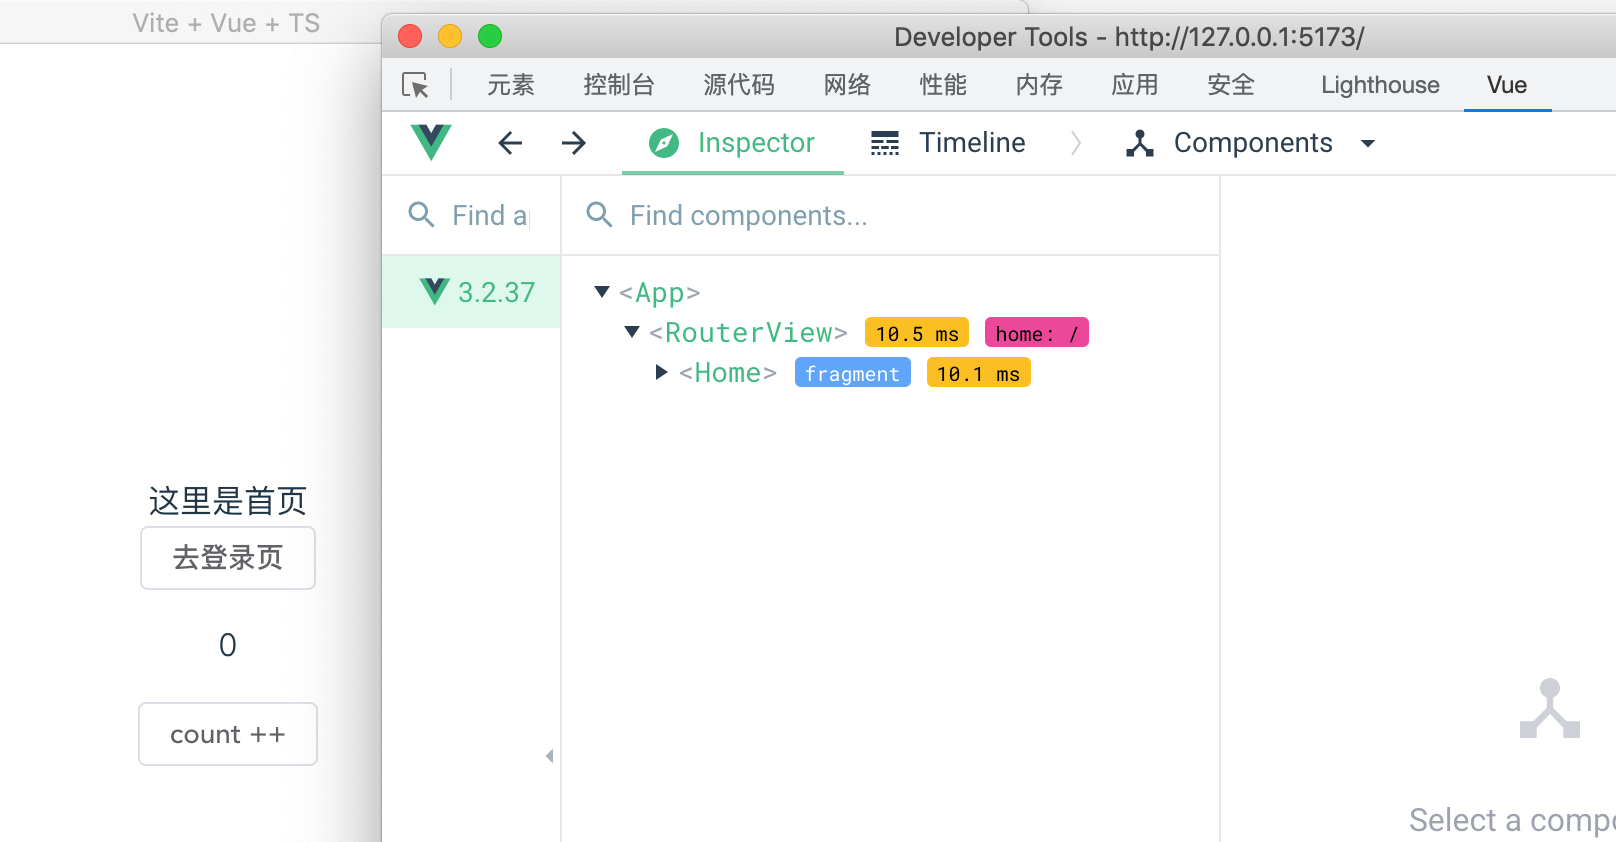 Vite + Vue + TS
Developer Tools - http://127.0.0.1:5173/
元素 控制台 源代码 网络 性能 内存 应用 安全 Lighthouse Vue
Inspector Timeline Components
Find Find components...
3.2.37
<App>
<RouterView> 10.5 ms home: /
<Home> fragment 10.1 ms
这里是首页
去登录页
0
count ++
Select a